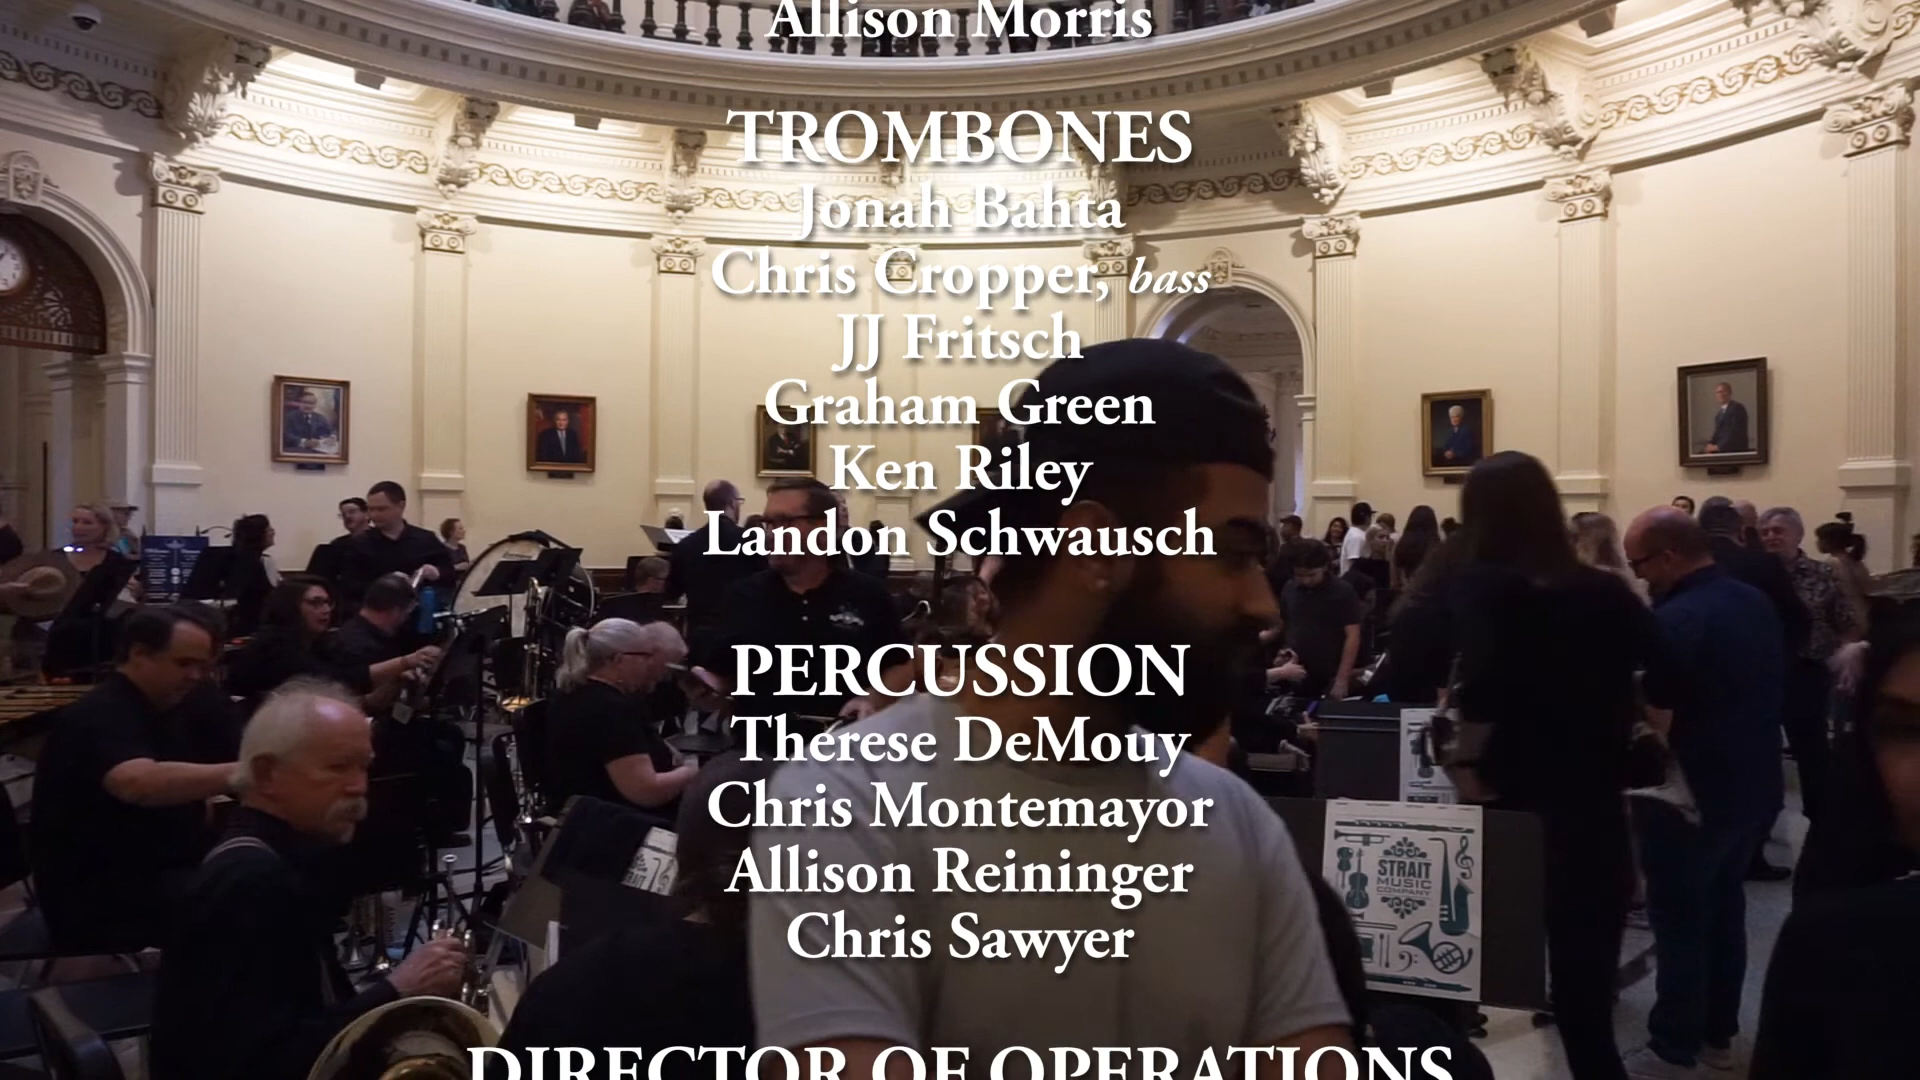 Allison Morris
TROMBONES
Jonah Bahta
Chris Cropper, bass
JJ Fritsch
Graham Green
Ken Riley
Landon Schwausch
PERCUSSION
Therese DeMouy
Chris Montemayor
Allison Reininger
Chris Sawyer
STRAIT
MUSIC
COMPANY
DIRECTOR OF OPERATIONS